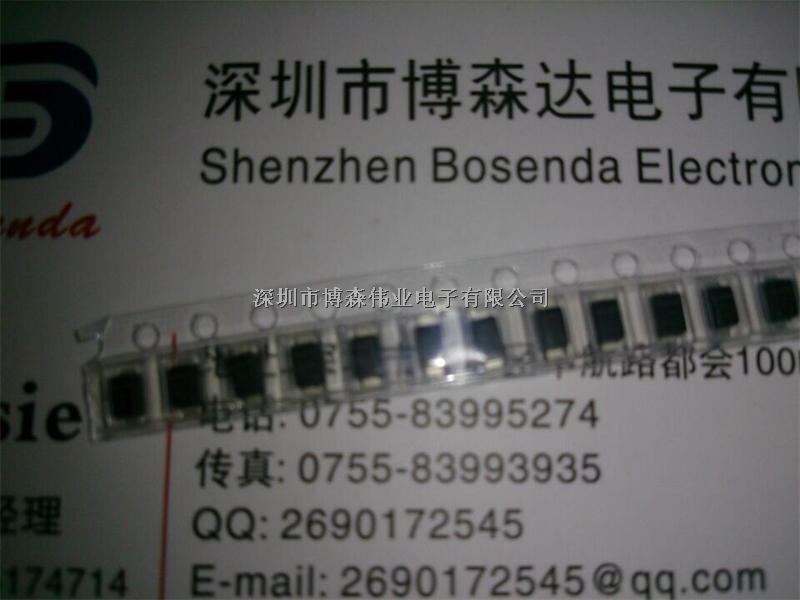 深圳市博森达电子有
Shenzhen Bosenda Electron
nda
深圳市博森伟业电子有限公司
航路都会100
sie
电话: 0755-83995274
传真: 0755-83993935
经理
QQ: 2690172545
0174714
E-mail: 2690172545@qq.com